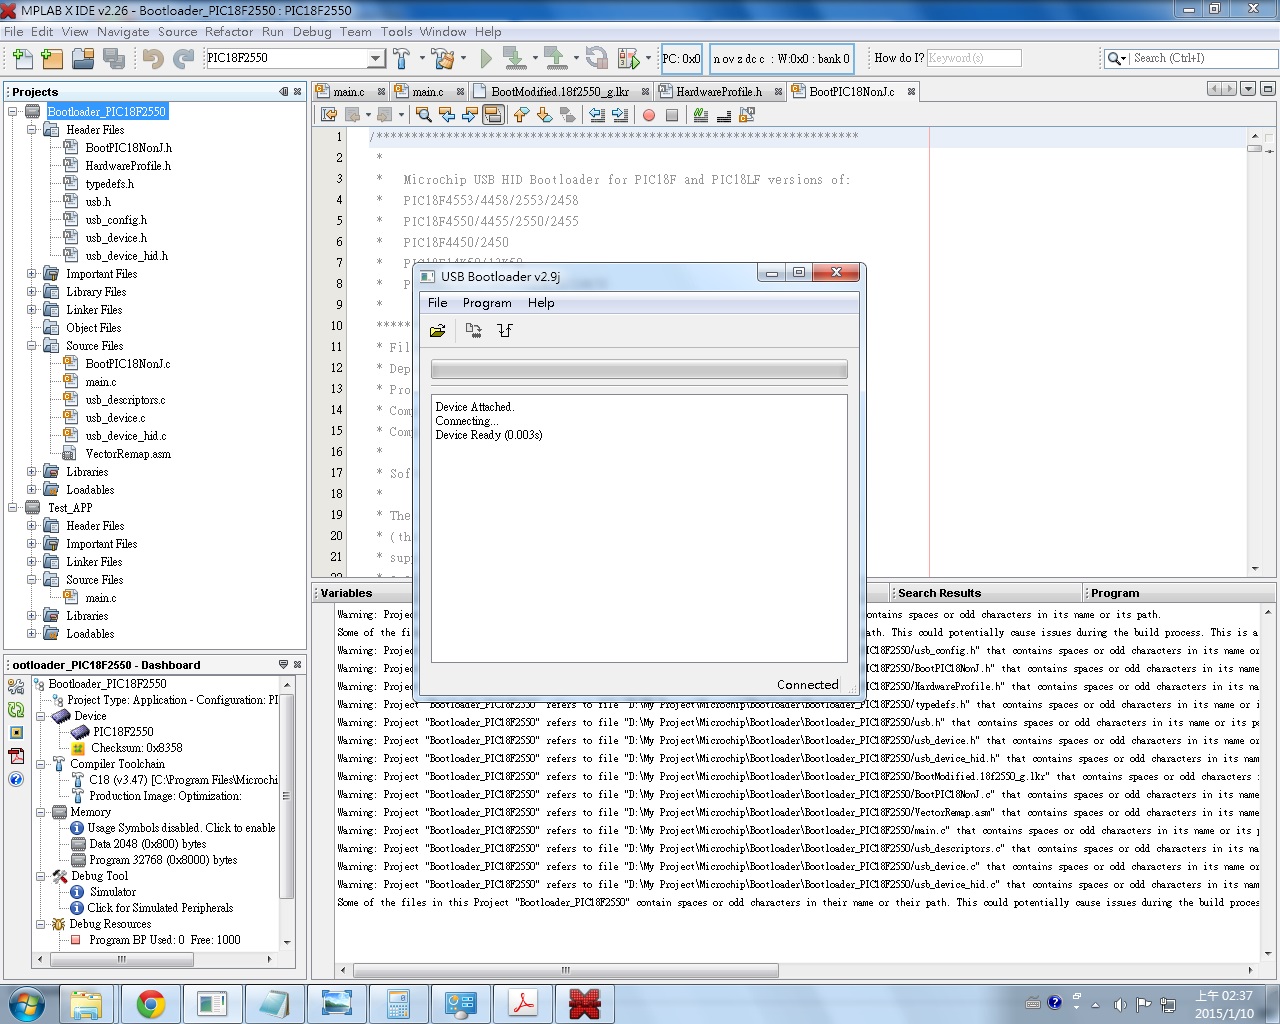 MPLAB X IDE v2.26 - Bootloader_PIC18F2550 : PIC18F2550
File Edit View Navigate Source Refactor Run Debug Team Tools Window Help
PIC18F2550
PC: 0x0
n ov z dc c : W:0x0 : bank 0
How do I? Keyword(s)
Search (Ctrl+I)
Projects
Bootloader_PIC18F2550
Header Files
BootPIC18NonJ.h
HardwareProfile.h
typedefs.h
usb.h
usb_config.h
usb_device.h
usb_device_hid.h
Important Files
Library Files
Linker Files
Object Files
Source Files
BootPIC18NonJ.c
main.c
usb_descriptors.c
usb_device.c
usb_device_hid.c
VectorRemap.asm
Libraries
Loadables
Test_APP
Header Files
Important Files
Linker Files
Source Files
main.c
Libraries
Loadables
ootloader_PIC18F2550 - Dashboard
Bootloader_PIC18F2550
Project Type: Application - Configuration: PI
Device
PIC18F2550
Checksum: 0x8358
Compiler Toolchain
C18 (v3.47) [C:\Program Files\Microchi
Production Image: Optimization:
Memory
Usage Symbols disabled. Click to enable
Data 2048 (0x800) bytes
Program 32768 (0x8000) bytes
Debug Tool
Simulator
Click for Simulated Peripherals
Debug Resources
Program BP Used: 0 Free: 1000
main.c
main.c
BootModified.18f2550_g.lkr
HardwareProfile.h
BootPIC18NonJ.c
1 /*********************************************************************
2 *
3 * Microchip USB HID Bootloader for PIC18F and PIC18LF versions of:
4 * PIC18F4553/4458/2553/2458
5 * PIC18F4550/4455/2550/2455
6 * PIC18F4450/2450
7
8
9 *
10 *****
11 * Fil
12 * Dep
13 * Pro
14 * Com
15 * Com
16 *
17 * Sof
18 *
19 * The
20 * (th
21 * sup
USB Bootloader v2.9j
File Program Help
Device Attached.
Connecting...
Device Ready (0.003s)
Connected
Variables
Search Results
Program
Warning: Projec ontains spaces or odd characters in its name or its path.
Some of the fi ath. This could potentially cause issues during the build process. This is a
Warning: Projec F2550/usb_config.h" that contains spaces or odd characters in its name or
Warning: Projec F2550/BootPIC18NonJ.h" that contains spaces or odd characters in its name
Warning: Projec F2550/HardwareProfile.h" that contains spaces or odd characters in its na
Warning: Project "Bootloader_PIC18F2550" refers to file "D:\My Project\Microchip\Bootloader\Bootloader_PIC18F2550/typedefs.h" that contains spaces or odd characters in its name or i
Warning: Project "Bootloader_PIC18F2550" refers to file "D:\My Project\Microchip\Bootloader\Bootloader_PIC18F2550/usb.h" that contains spaces or odd characters in its name or its pa
Warning: Project "Bootloader_PIC18F2550" refers to file "D:\My Project\Microchip\Bootloader\Bootloader_PIC18F2550/usb_device.h" that contains spaces or odd characters in its name or
Warning: Project "Bootloader_PIC18F2550" refers to file "D:\My Project\Microchip\Bootloader\Bootloader_PIC18F2550/usb_device_hid.h" that contains spaces or odd characters in its nam
Warning: Project "Bootloader_PIC18F2550" refers to file "D:\My Project\Microchip\Bootloader\Bootloader_PIC18F2550/BootModified.18f2550_g.lkr" that contains spaces or odd characters
Warning: Project "Bootloader_PIC18F2550" refers to file "D:\My Project\Microchip\Bootloader\Bootloader_PIC18F2550/BootPIC18NonJ.c" that contains spaces or odd characters in its name
Warning: Project "Bootloader_PIC18F2550" refers to file "D:\My Project\Microchip\Bootloader\Bootloader_PIC18F2550/VectorRemap.asm" that contains spaces or odd characters in its name
Warning: Project "Bootloader_PIC18F2550" refers to file "D:\My Project\Microchip\Bootloader\Bootloader_PIC18F2550/main.c" that contains spaces or odd characters in its name or its p
Warning: Project "Bootloader_PIC18F2550" refers to file "D:\My Project\Microchip\Bootloader\Bootloader_PIC18F2550/usb_descriptors.c" that contains spaces or odd characters in its na
Warning: Project "Bootloader_PIC18F2550" refers to file "D:\My Project\Microchip\Bootloader\Bootloader_PIC18F2550/usb_device.c" that contains spaces or odd characters in its name or
Warning: Project "Bootloader_PIC18F2550" refers to file "D:\My Project\Microchip\Bootloader\Bootloader_PIC18F2550/usb_device_hid.c" that contains spaces or odd characters in its nam
Some of the files in this Project "Bootloader_PIC18F2550" contain spaces or odd characters in their name or their path. This could potentially cause issues during the build proces
上午 02:37
2015/1/10